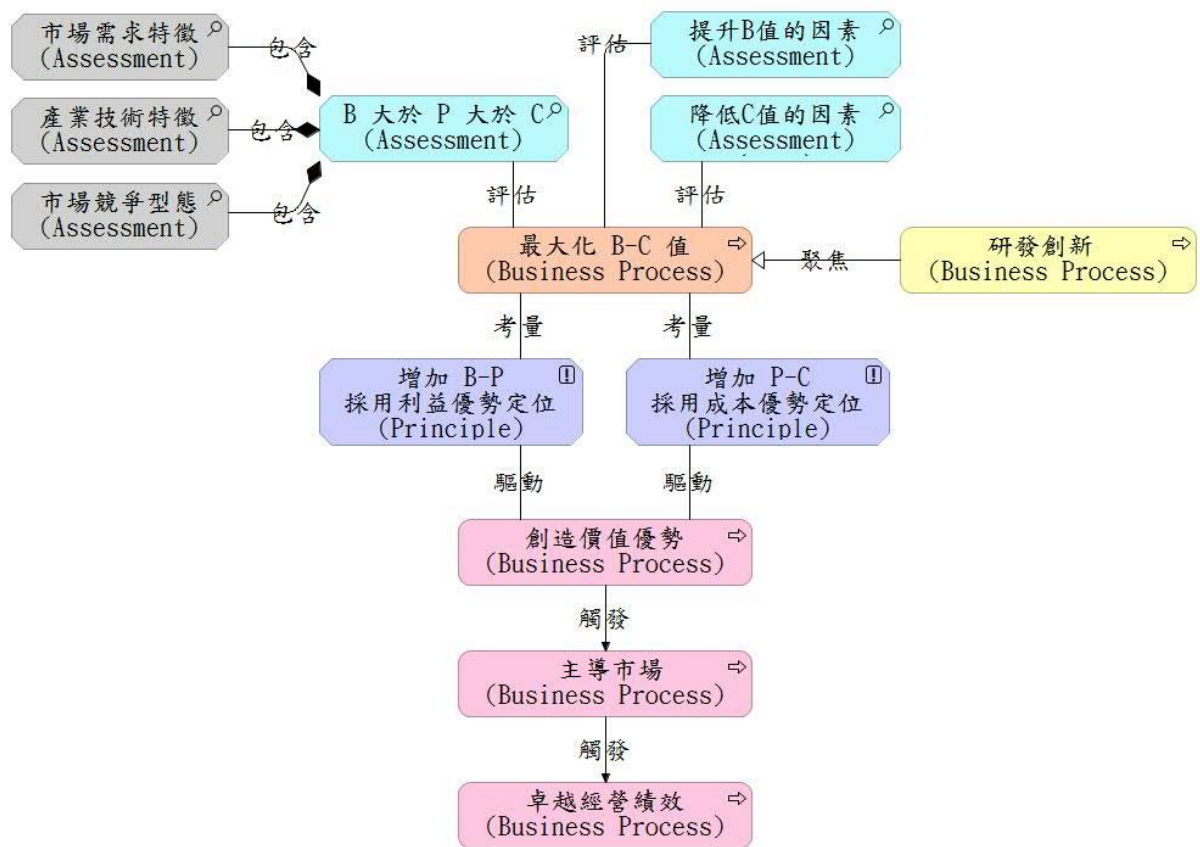 市場需求特徵
(Assessment)
包含
提升B值的因素
(Assessment)
評估
產業技術特徵
(Assessment)
包含
B 大於 P 大於 C
(Assessment)
降低C值的因素
(Assessment)
市場競爭型態
(Assessment)
包含
評估
評估
最大化 B-C 值
(Business Process)
聚焦
研發創新
(Business Process)
考量
考量
增加 B-P
採用利益優勢定位
(Principle)
增加 P-C
採用成本優勢定位
(Principle)
驅動
驅動
創造價值優勢
(Business Process)
觸發
主導市場
(Business Process)
觸發
卓越經營績效
(Business Process)